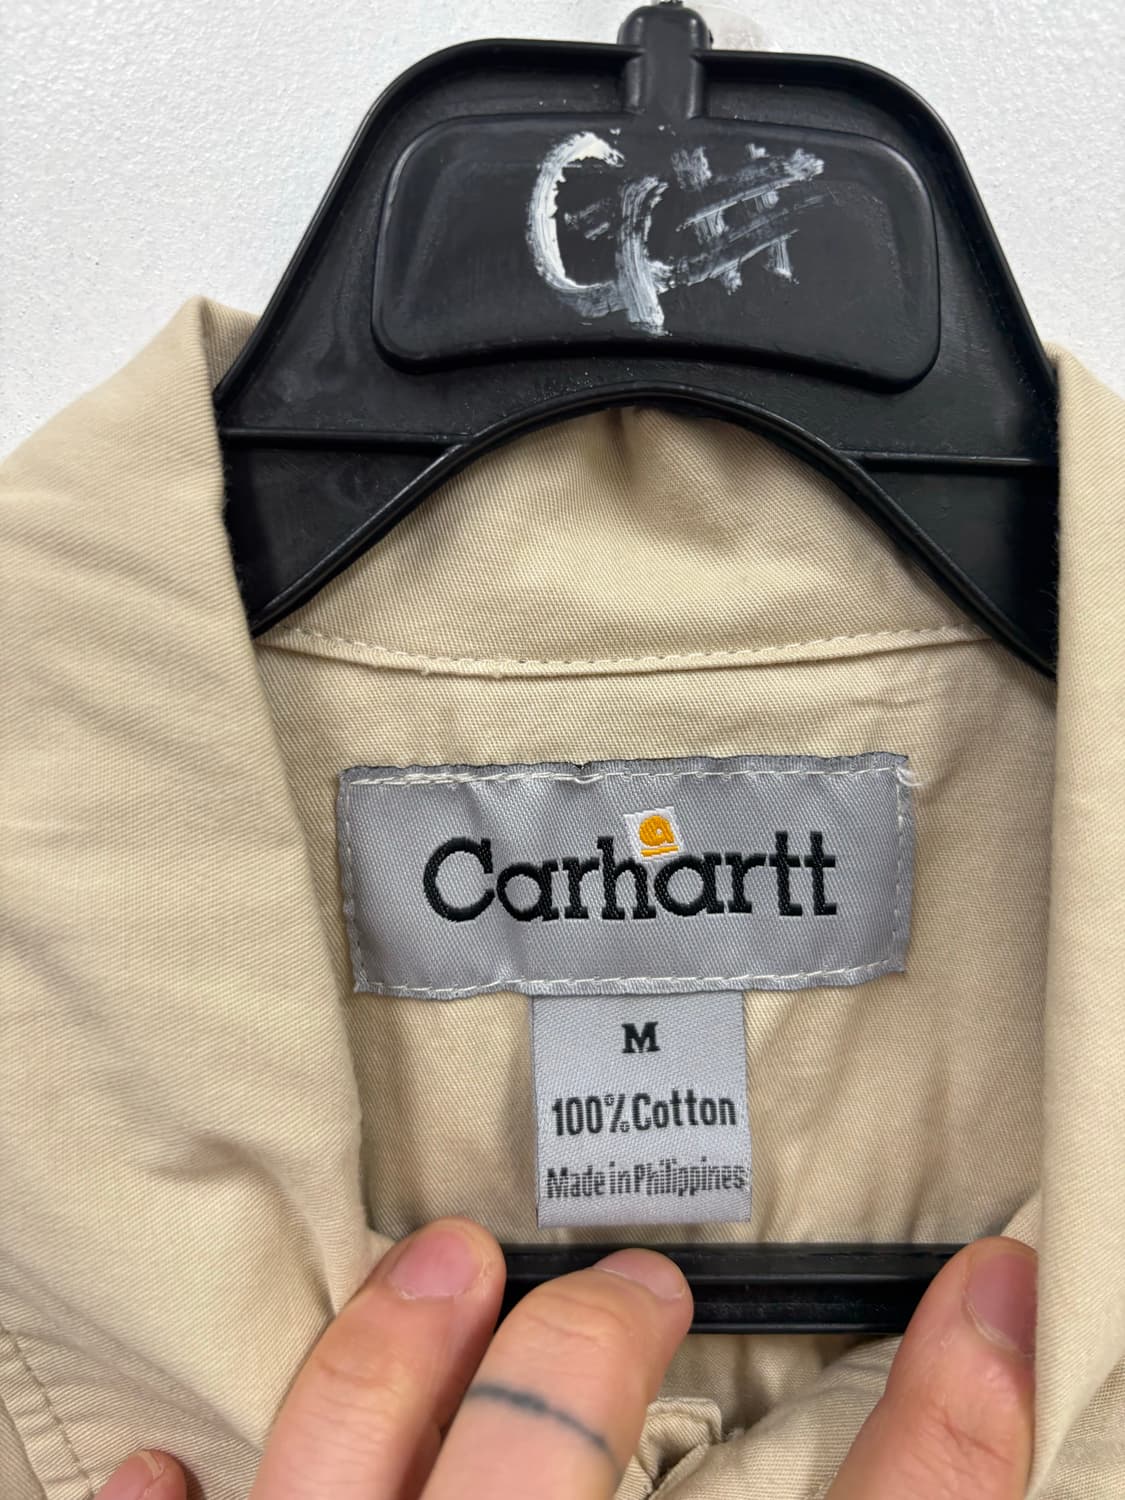 Carhartt
M
100% Cotton
Made in Philippines